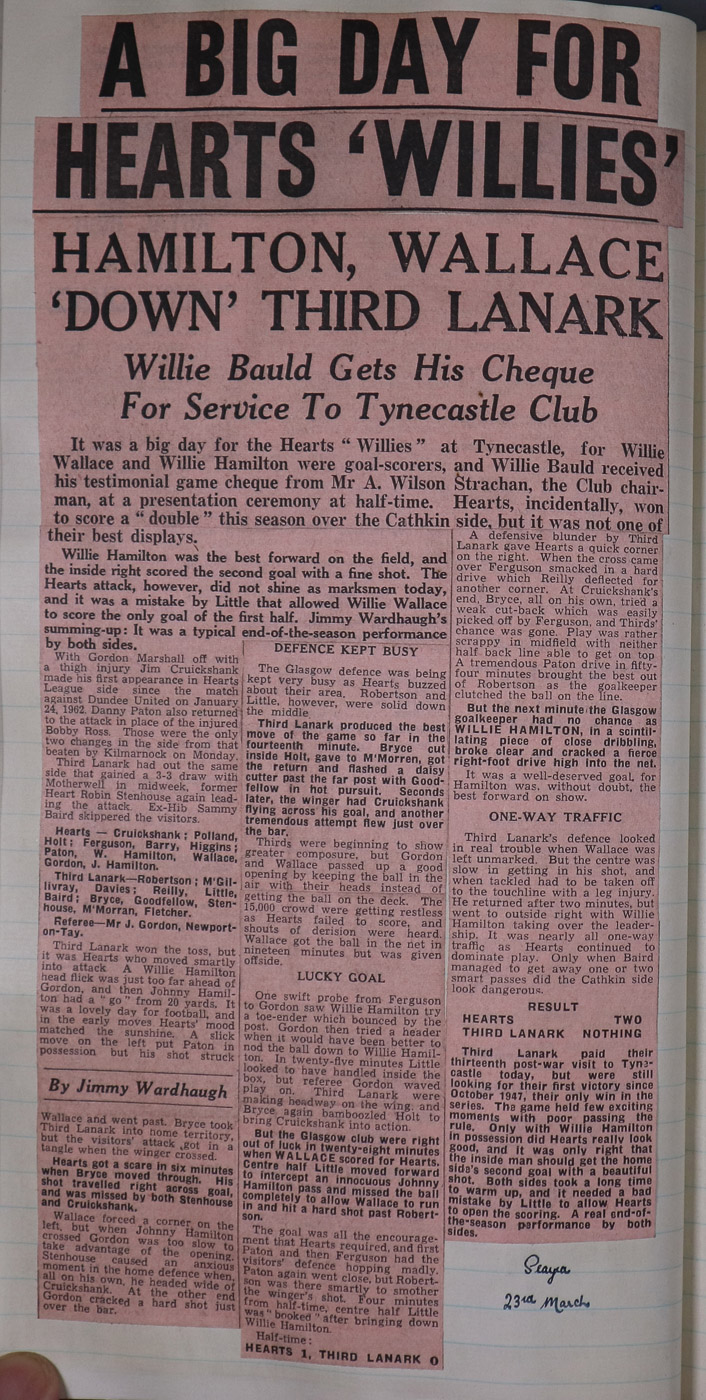 A BIG DAY FOR
HEARTS ‘WILLIES’
HAMILTON, WALLACE
‘DOWN’ THIRD LANARK
Willie Bauld Gets His Cheque
For Service To Tynecastle Club
It was a big day for the Hearts “ Willies ” at Tynecastle, for Willie
Wallace and Willie Hamilton were goal-scorers, and Willie Bauld received
his testimonial game cheque from Mr A. Wilson Strachan, the Club chair-
man, at a presentation ceremony at half-time. Hearts, incidentally, won
to score a “ double ” this season over the Cathkin side, but it was not one of
their best displays.
Willie Hamilton was the best forward on the field, and
the inside right scored the second goal with a fine shot. The
Hearts attack, however, did not shine as marksmen today,
and it was a mistake by Little that allowed Willie Wallace
to score the only goal of the first half. Jimmy Wardhaugh's
summing-up: It was a typical end-of-the-season performance
by both sides.
With Gordon Marshall off with
a thigh injury Jim Cruickshank
made his first appearance in Hearts
League side since the match
against Dundee United on January
24, 1962. Danny Paton also returned
to the attack in place of the injured
Bobby Ross. Those were the only
two changes in the side from that
beaten by Kilmarnock on Monday.
Third Lanark had out the same
side that gained a 3-3 draw with
Motherwell in midweek, former
Heart Robin Stenhouse again lead-
ing the attack. Ex-Hib Sammy
Baird skippered the visitors.
Hearts — Cruickshank ; Polland,
Holt ; Ferguson, Barry, Higgins ;
Paton, W. Hamilton, Wallace,
Gordon, J. Hamilton.
Third Lanark—Robertson ; M'Gil-
livray, Davies ; Reilly, Little,
Baird ; Bryce, Goodfellow, Sten-
house, M'Morran, Fletcher.
Referee—Mr J. Gordon, Newport-
on-Tay.
Third Lanark won the toss, but
it was Hearts who moved smartly
into attack. A Willie Hamilton
head flick was just too far ahead of
Gordon, and then Johnny Hamil-
ton had a “ go ” from 20 yards. It
was a lovely day for football, and
in the early moves Hearts' mood
matched the sunshine. A slick
move on the left put Paton in
possession but his shot struck
By Jimmy Wardhaugh
Wallace and went past. Bryce took
Third Lanark into home territory,
but the visitors' attack got in a
tangle when the winger crossed.
Hearts got a scare in six minutes
when Bryce moved through. His
shot travelled right across goal,
and was missed by both Stenhouse
and Cruickshank.
Wallace forced a corner on the
left, but when Johnny Hamilton
crossed Gordon was too slow to
take advantage of the opening.
Stenhouse caused an anxious
moment in the home defence when,
all on his own, he headed wide of
Cruickshank. At the other end
Gordon cracked a hard shot just
over the bar.
DEFENCE KEPT BUSY
The Glasgow defence was being
kept very busy as Hearts buzzed
about their area. Robertson and
Little, however, were solid down
the middle.
Third Lanark produced the best
move of the game so far in the
fourteenth minute. Bryce cut
inside Holt, gave to M'Morren, got
the return and flashed a daisy
cutter past the far post with Good-
fellow in hot pursuit. Seconds
later, the winger had Cruickshank
flying across his goal, and another
tremendous attempt flew just over
the bar.
Thirds were beginning to show
greater composure, but Gordon
and Wallace passed up a good
opening by keeping the ball in the
air with their heads instead of
getting the ball on the deck. The
15,000 crowd were getting restless
as Hearts failed to score, and
shouts of derision were heard.
Wallace got the ball in the net in
nineteen minutes but was given
offside.
LUCKY GOAL
One swift probe from Ferguson
to Gordon saw Willie Hamilton try
a toe-ender which bounced by the
post. Gordon then tried a header
when it would have been better to
nod the ball down to Willie Hamil-
ton. In twenty-five minutes Little
looked to have handled inside the
box, but referee Gordon waved
play on. Third Lanark were
making headway on the wing, and
Bryce again bamboozled Holt to
bring Cruickshank into action.
But the Glasgow club were right
out of luck in twenty-eight minutes
when WALLACE scored for Hearts.
Centre half Little moved forward
to intercept an innocuous Johnny
Hamilton pass and missed the ball
completely to allow Wallace to run
in and hit a hard shot past Robert-
son.
The goal was all the encourage-
ment that Hearts required, and first
Paton and then Ferguson had the
visitors' defence hopping madly.
Paton again went close, but Robert-
son was there smartly to smother
the winger's shot. Four minutes
from half-time, centre half Little
was “ booked ” after bringing down
Willie Hamilton.
Half-time :
HEARTS 1, THIRD LANARK 0
A defensive blunder by Third
Lanark gave Hearts a quick corner
on the right. When the cross came
over Ferguson smacked in a hard
drive which Reilly deflected for
another corner. At Cruickshank's
end, Bryce, all on his own, tried a
weak cut-back which was easily
picked off by Ferguson, and Thirds'
chance was gone. Play was rather
scrappy in midfield with neither
half back line able to get on top.
A tremendous Paton drive in fifty-
four minutes brought the best out
of Robertson as the goalkeeper
clutched the ball on the line.
But the next minute the Glasgow
goalkeeper had no chance as
WILLIE HAMILTON, in a scintil-
lating piece of close dribbling,
broke clear and cracked a fierce
right-foot drive high into the net.
It was a well-deserved goal, for
Hamilton was, without doubt, the
best forward on show.
ONE-WAY TRAFFIC
Third Lanark's defence looked
in real trouble when Wallace was
left unmarked. But the centre was
slow in getting in his shot, and
when tackled had to be taken off
to the touchline with a leg injury.
He returned after two minutes, but
went to outside right with Willie
Hamilton taking over the leader-
ship. It was nearly all one-way
traffic as Hearts continued to
dominate play. Only when Baird
managed to get away one or two
smart passes did the Cathkin side
look dangerous.
RESULT
HEARTS TWO
THIRD LANARK NOTHING
Third Lanark paid their
thirteenth post-war visit to Tyne-
castle today, but were still
looking for their first victory since
October 1947, their only win in the
series. The game held few exciting
moments with poor passing the
rule. Only with Willie Hamilton
in possession did Hearts really look
good, and it was only right that
the inside man should get the home
side's second goal with a beautiful
shot. Both sides took a long time
to warm up, and it needed a bad
mistake by Little to allow Hearts
to open the scoring. A real end-of-
the-season performance by both
sides.
23rd March